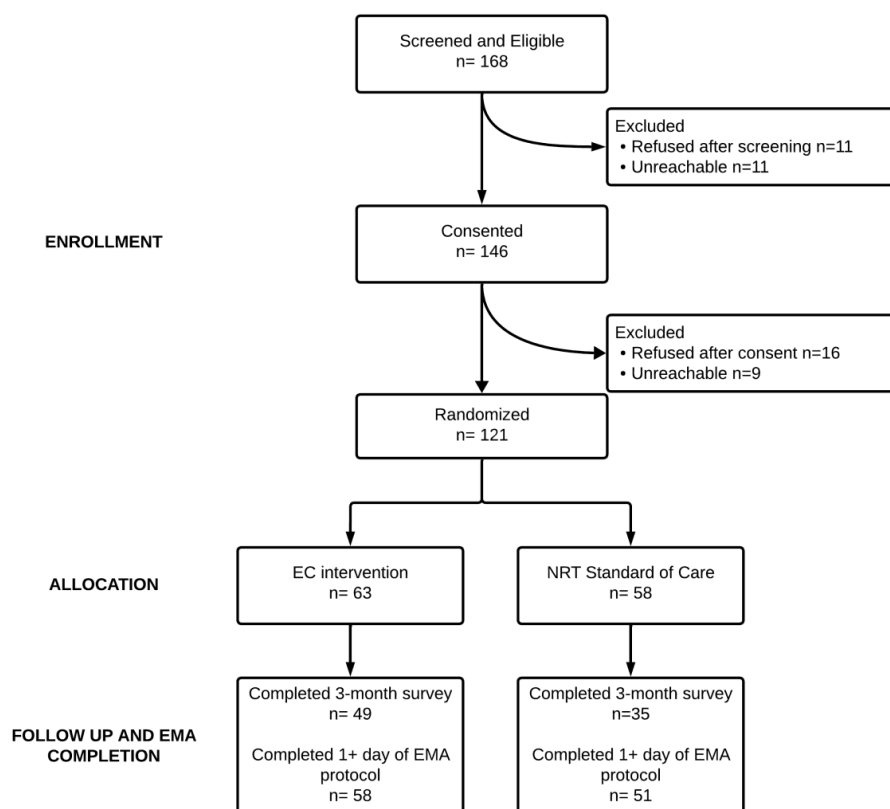 Screened and Eligible
n= 168
Excluded
• Refused after screening n=11
• Unreachable n=11
ENROLLMENT
Consented
n= 146
Excluded
• Refused after consent n=16
• Unreachable n=9
Randomized
n= 121
ALLOCATION
EC intervention
n= 63
NRT Standard of Care
n= 58
FOLLOW UP AND EMA
COMPLETION
Completed 3-month survey
n= 49
Completed 1+ day of EMA
protocol
n= 58
Completed 3-month survey
n=35
Completed 1+ day of EMA
protocol
n= 51